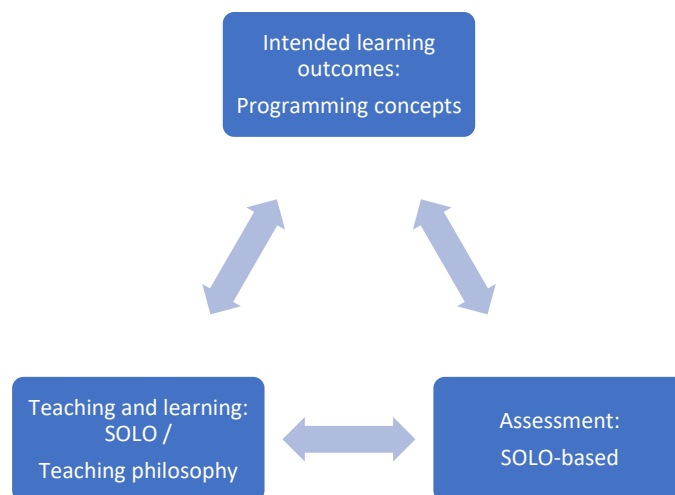 Intended learning
outcomes:
Programming concepts
Teaching and learning:
SOLO /
Teaching philosophy
Assessment:
SOLO-based